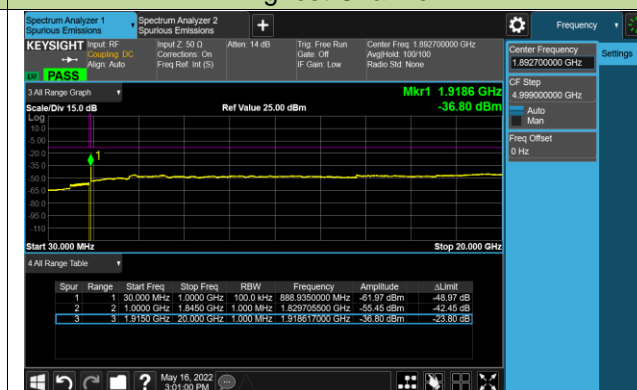 Spectrum Analyzer 1
Spurious Emissions
Spectrum Analyzer 2
Spurious Emissions
+
Frequency
KEYSIGHT
Input: RF
Coupling: DC
Align: Auto
Input Z: 50 Ω
Corrections: On
Freq Ref: Int (S)
Atten: 14 dB
Trig: Free Run
Gate: Off
IF Gain: Low
Center Freq: 1.892700000 GHz
Avg|Hold: 100/100
Radio Std: None
PASS
Center Frequency
1.892700000 GHz
Settings
CF Step
4.999000000 GHz
Auto
Man
Freq Offset
0 Hz
3 All Range Graph
Mkr1 1.9186 GHz
Scale/Div 15.0 dB
Ref Value 25.00 dBm
-36.80 dBm
Log
10.0
-5.00
-20.0
-35.0
-50.0
-65.0
-80.0
-95.0
-110
1
Start 30.000 MHz
Stop 20.000 GHz
4 All Range Table
Spur Range Start Freq Stop Freq RBW Frequency Amplitude ΔLimit
1 1 30.000 MHz 1.0000 GHz 100.0 kHz 888.9350000 MHz -61.97 dBm -48.97 dB
2 2 1.0000 GHz 1.8450 GHz 1.000 MHz 1.829705500 GHz -55.45 dBm -42.45 dB
3 3 1.9150 GHz 20.000 GHz 1.000 MHz 1.918617000 GHz -36.80 dBm -23.80 dB
?
May 16, 2022
3:01:00 PM